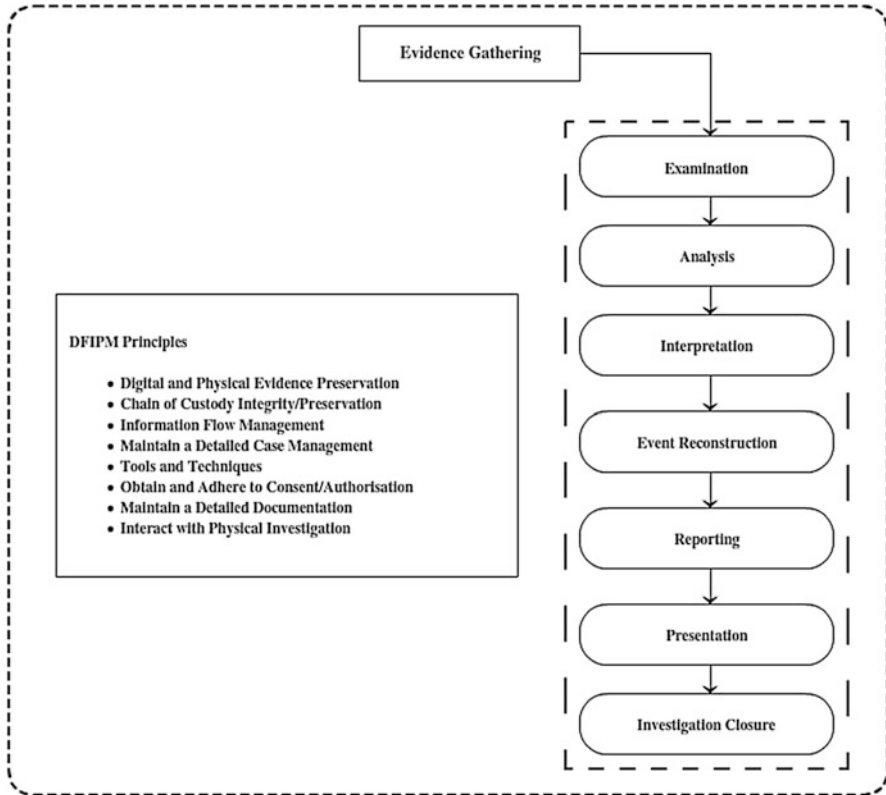 Evidence Gathering
Examination
Analysis
Interpretation
Event Reconstruction
Reporting
Presentation
Investigation Closure
DFIPM Principles
• Digital and Physical Evidence Preservation
• Chain of Custody Integrity/Preservation
• Information Flow Management
• Maintain a Detailed Case Management
• Tools and Techniques
• Obtain and Adhere to Consent/Authorisation
• Maintain a Detailed Documentation
• Interact with Physical Investigation